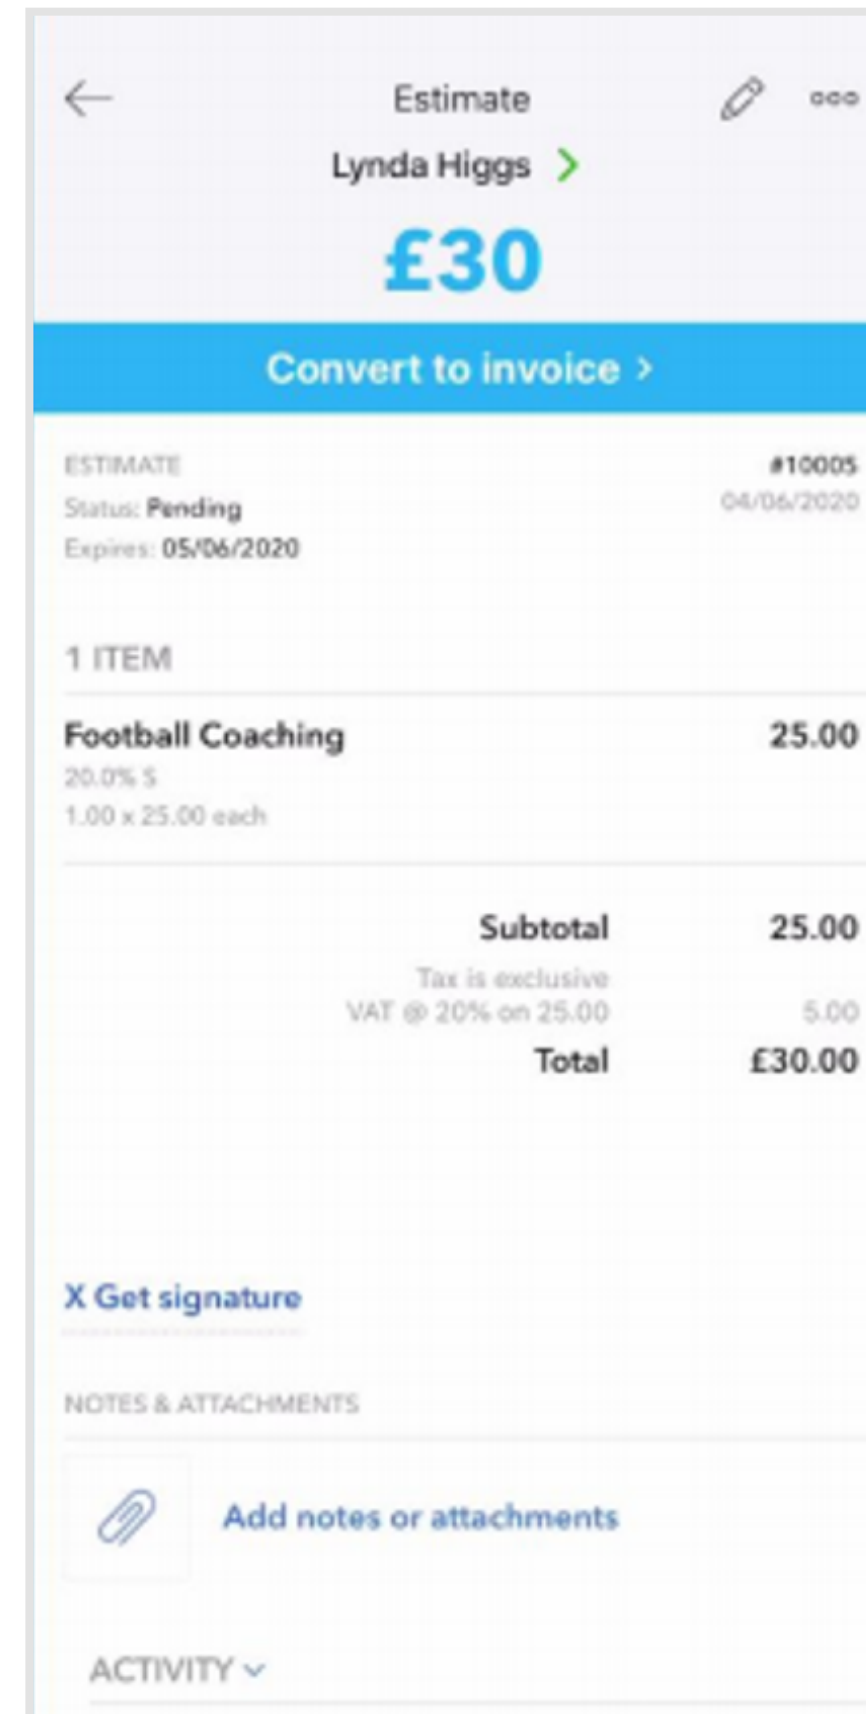 Estimate
Lynda Higgs
£30
Convert to invoice >
ESTIMATE
#10005
Status: Pending
04/06/2020
Expires: 05/06/2020
1 ITEM
Football Coaching 25.00
20.0% S
1.00 x 25.00 each
Subtotal 25.00
Tax is exclusive
VAT @ 20% on 25.00 5.00
Total £30.00
X Get signature
NOTES & ATTACHMENTS
Add notes or attachments
ACTIVITY